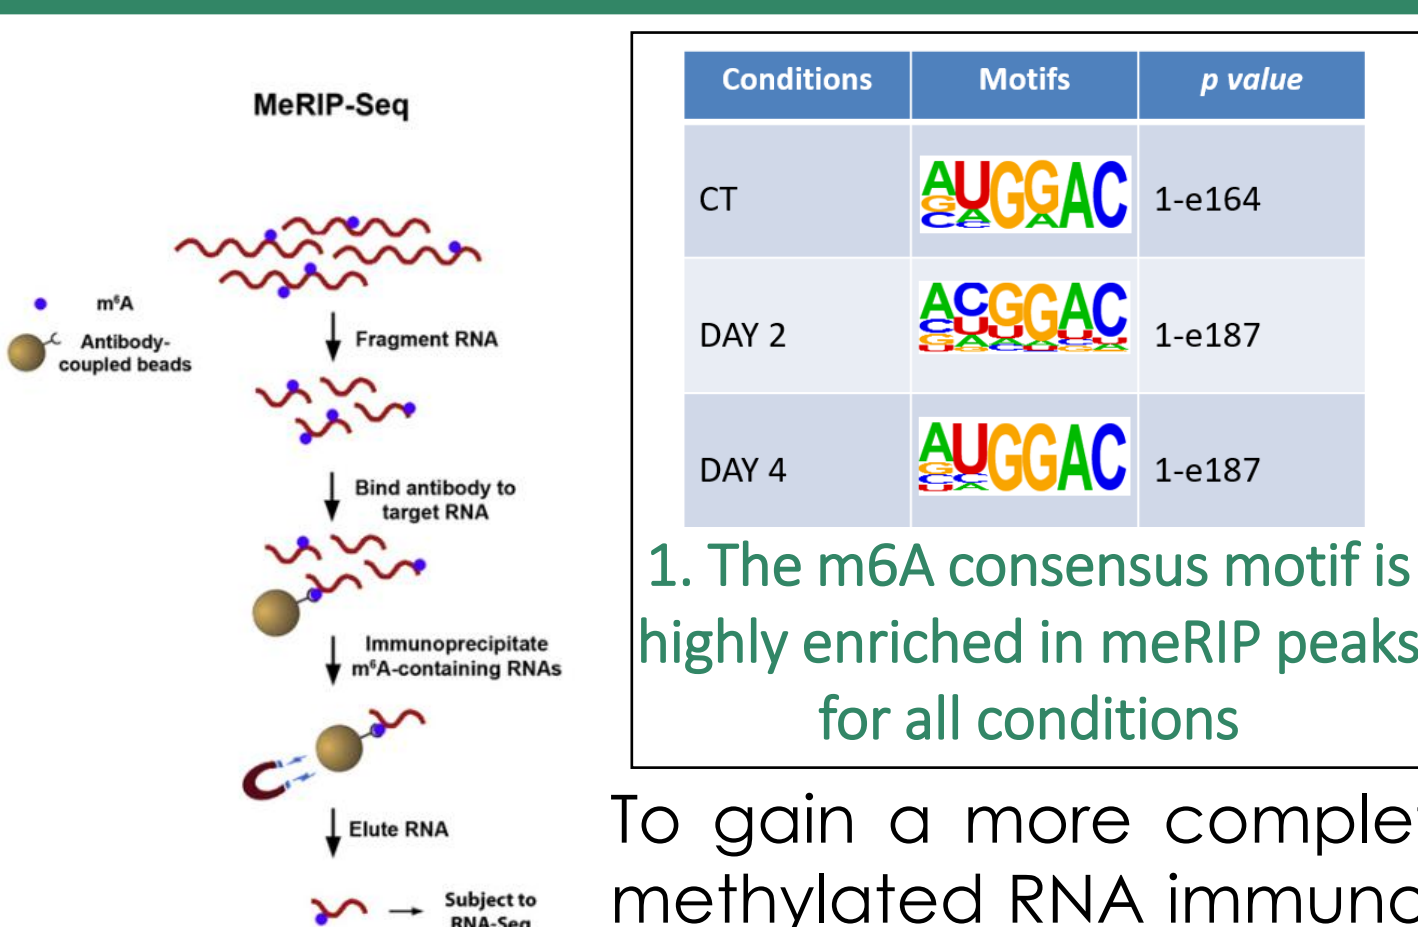 MeRIP-Seq
m⁶A
Antibody-
coupled beads
Fragment RNA
Bind antibody to
target RNA
Immunoprecipitate
m⁶A-containing RNAs
Elute RNA
Subject to
RNA-Seq
Conditions Motifs p value
CT AUGGAC 1-e164
DAY 2 ACGGAC 1-e187
DAY 4 AUGGAC 1-e187
1. The m6A consensus motif is
highly enriched in meRIP peaks
for all conditions
To gain a more
methylated RNA